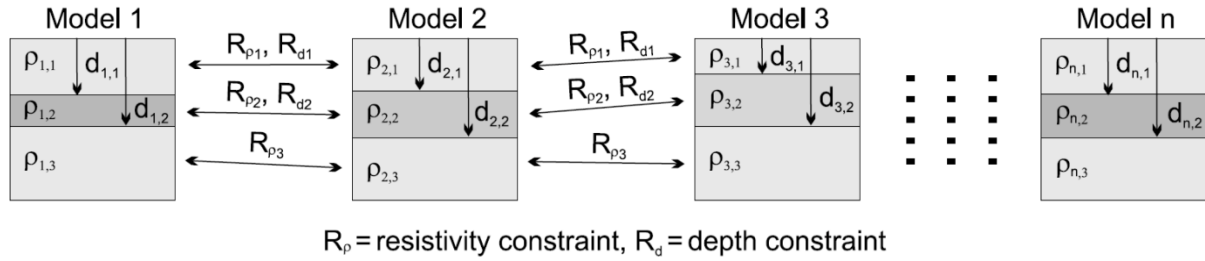 Model 1 Model 2 Model 3 Model n
ρ1,1 d1,1 Rρ1, Rd1 ρ2,1 d2,1 Rρ1, Rd1 ρ3,1 d3,1 ρn,1 dn,1
ρ1,2 d1,2 Rρ2, Rd2 ρ2,2 d2,2 Rρ2, Rd2 ρ3,2 d3,2 ρn,2 dn,2
ρ1,3 Rρ3 ρ2,3 Rρ3 ρ3,3 ρn,3
Rρ = resistivity constraint, Rd = depth constraint